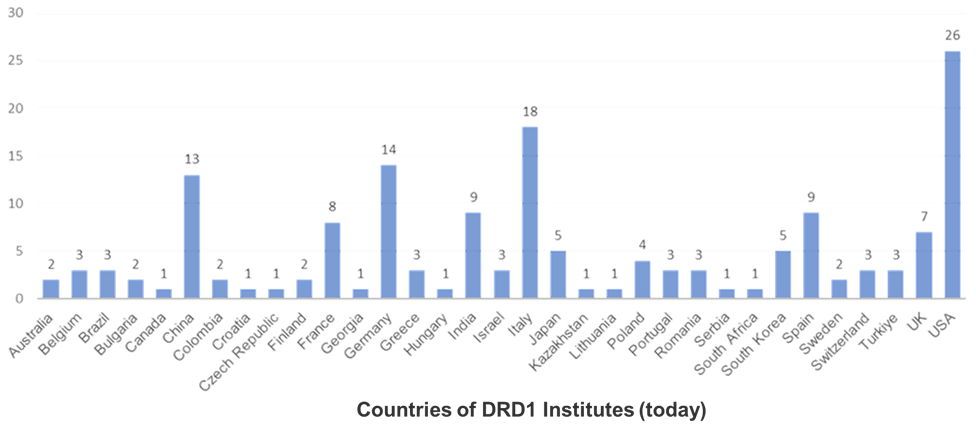 30
25
20
15
10
5
0
2 3 3 2 1 13 2 1 1 2 8 1 14 3 1 9 3 18 5 1 1 4 3 3 1 1 5 9 2 3 3 7 26
Australia
Belgium
Brazil
Bulgaria
Canada
China
Colombia
Croatia
Czech Republic
Finland
France
Georgia
Germany
Greece
Hungary
India
Israel
Italy
Japan
Kazakhstan
Lithuania
Poland
Portugal
Romania
Serbia
South Africa
South Korea
Spain
Sweden
Switzerland
Turkiye
UK
USA
Countries of DRD1 Institutes (today)